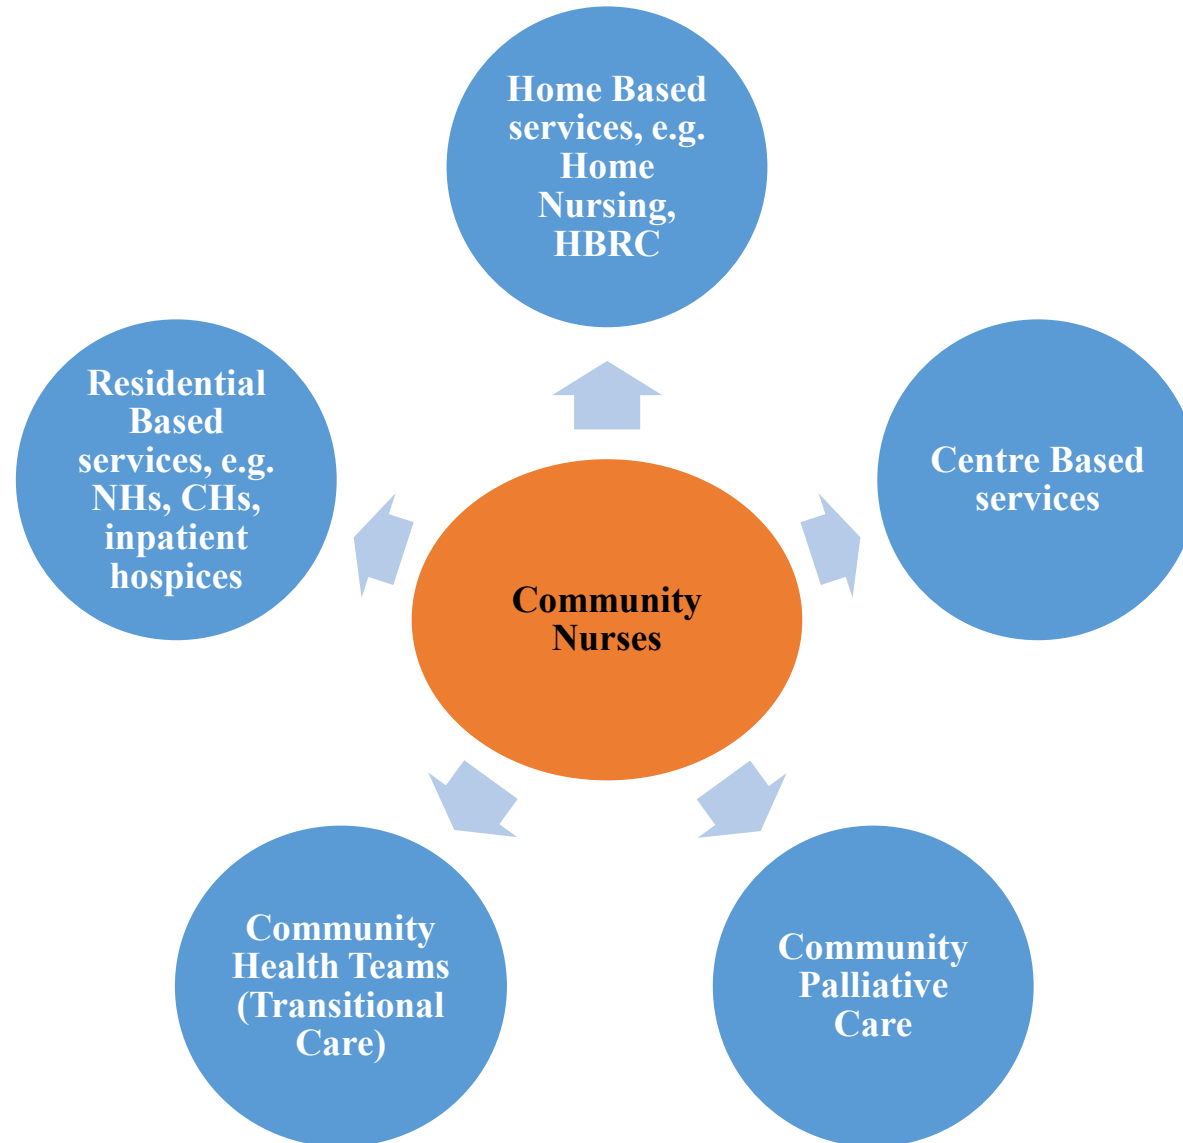 Home Based
services, e.g.
Home
Nursing,
HBRC
Residential
Based
services, e.g.
NHs, CHs,
inpatient
hospices
Centre Based
services
Community
Nurses
Community
Health Teams
(Transitional
Care)
Community
Palliative
Care